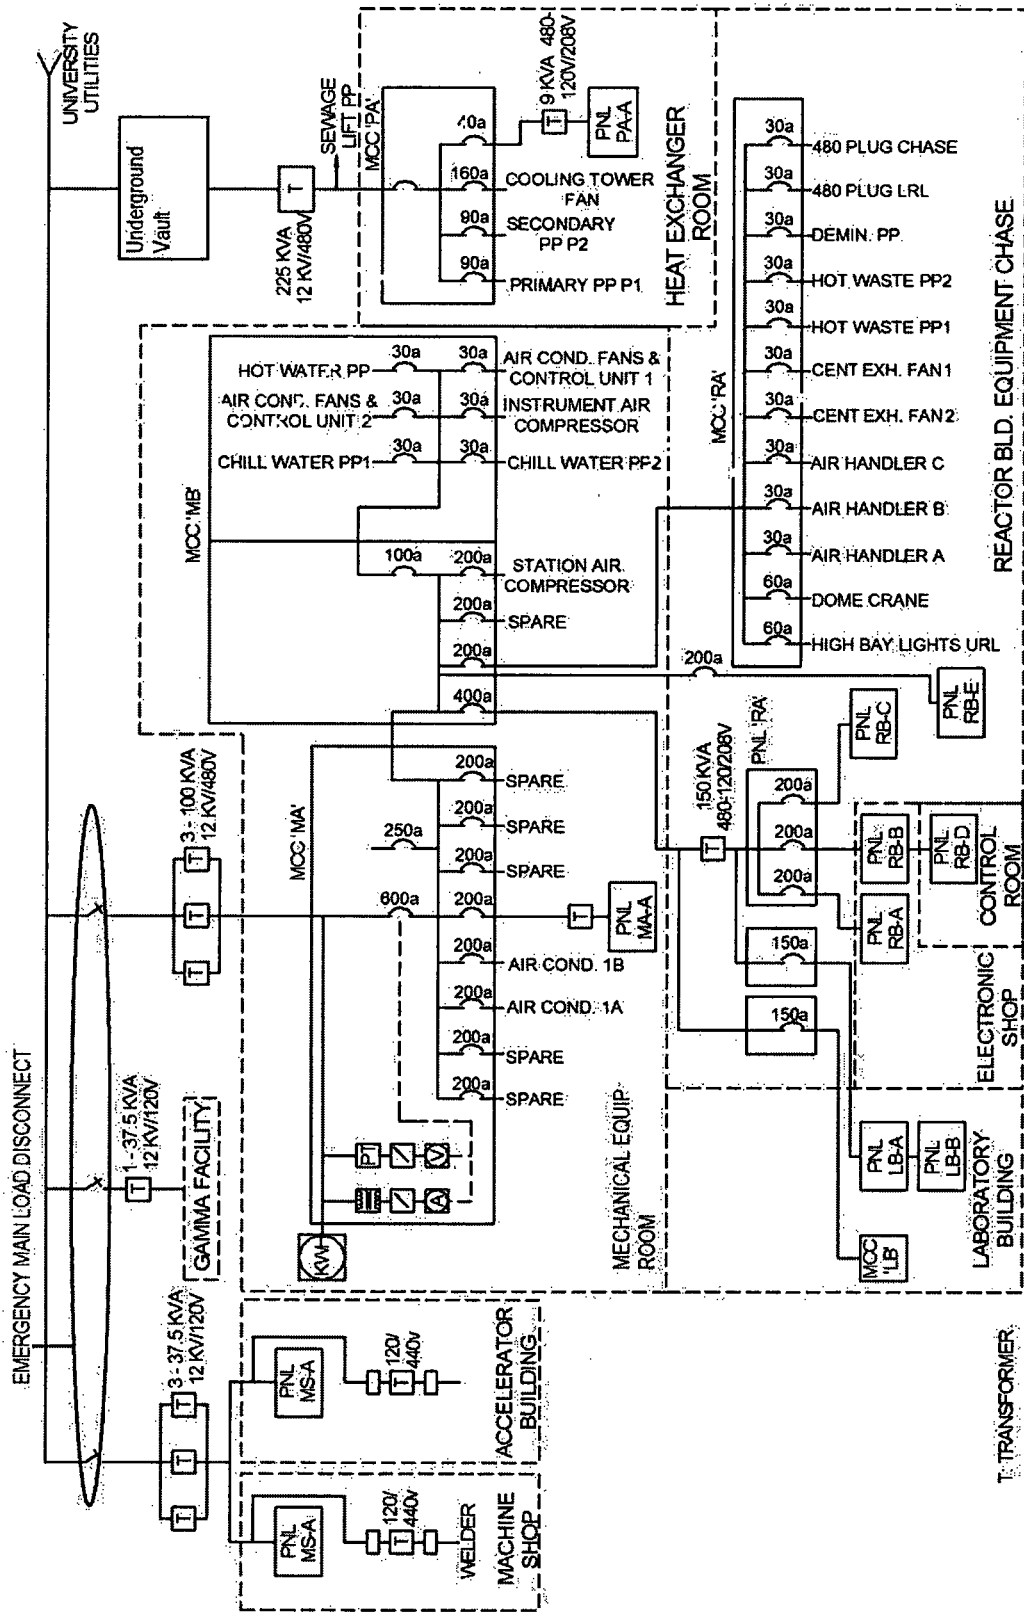 EMERGENCY MAIN LOAD DISCONNECT
UNIVERSITY
UTILITIES
3 - 37.5 KVA
12 KV/120V
T
T
T
PNL
MS-A
120/
440v
T
WELDER
MACHINE
SHOP
PNL
MS-A
120/
440v
T
ACCELERATOR
BUILDING
1 - 37.5 KVA
12 KV/120V
T
GAMMA FACILITY
3 - 100 KVA
12 KV/480V
T
T
T
Underground
Vault
225 KVA
12 KV/480V
T
SEWAGE
LIFT PP
MCC 'PA'
40a
160a
90a
90a
9 KVA 480-
120V/208V
T
PNL
PA-A
COOLING TOWER
FAN
SECONDARY
PP P2
PRIMARY PP P1
HEAT EXCHANGER
ROOM
MCC 'MB'
HOT WATER PP
30a
30a
AIR COND. FANS &
CONTROL UNIT 1
AIR COND. FANS &
CONTROL UNIT 2
30a
30a
INSTRUMENT AIR
COMPRESSOR
CHILL WATER PP1
30a
30a
CHILL WATER PP2
100a
200a
STATION AIR
COMPRESSOR
200a
SPARE
200a
400a
MCC 'MA'
KW
PT
V
A
600a
250a
200a
SPARE
200a
SPARE
200a
SPARE
200a
T
PNL
MA-A
200a
AIR COND. 1B
200a
AIR COND. 1A
200a
SPARE
200a
SPARE
MECHANICAL EQUIP
ROOM
MCC 'RA'
30a
480 PLUG CHASE
30a
480 PLUG LRL
30a
DEMIN. PP
30a
HOT WASTE PP2
30a
HOT WASTE PP1
30a
CENT EXH. FAN1
30a
CENT EXH. FAN2
30a
AIR HANDLER C
30a
AIR HANDLER B
30a
AIR HANDLER A
60a
DOME CRANE
60a
HIGH BAY LIGHTS URL
REACTOR BLD. EQUIPMENT CHASE
200a
PNL
RB-E
150 KVA
480-120/208V
T
PNL 'RA'
200a
PNL
RB-C
200a
PNL
RB-B
PNL
RB-D
200a
PNL
RB-A
CONTROL
ROOM
150a
150a
ELECTRONIC
SHOP
PNL
LB-A
PNL
LB-B
MCC
'LB'
LABORATORY
BUILDING
T: TRANSFORMER